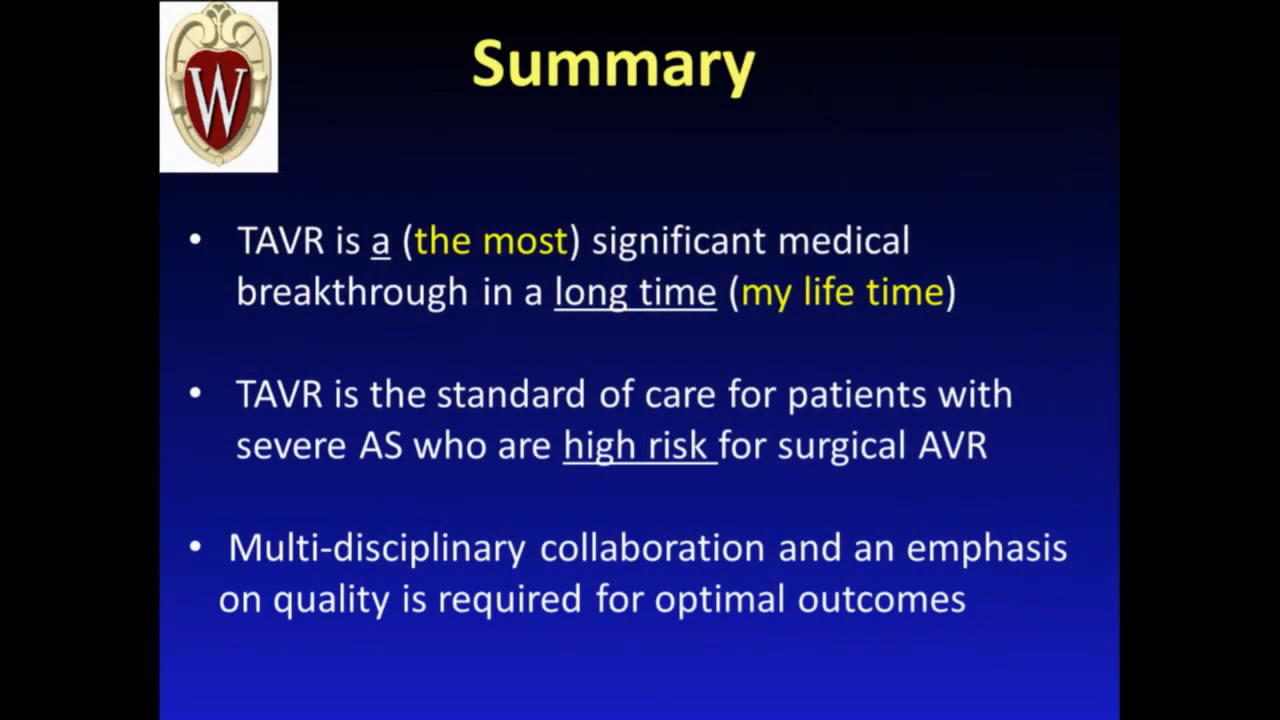 W
Summary
• TAVR is a (the most) significant medical
breakthrough in a long time (my life time)
• TAVR is the standard of care for patients with
severe AS who are high risk for surgical AVR
• Multi-disciplinary collaboration and an emphasis
on quality is required for optimal outcomes